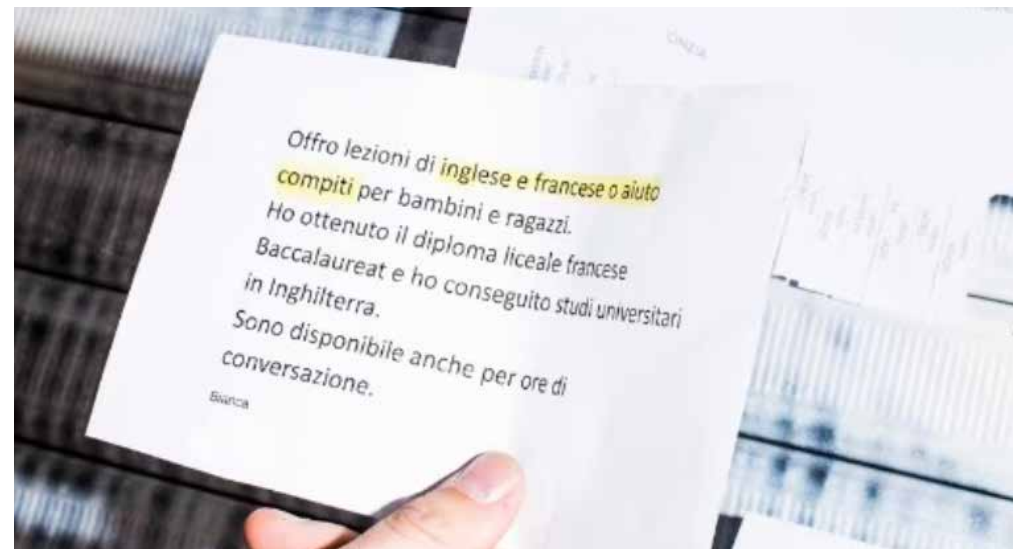 Offro lezioni di inglese e francese o aiuto
compiti per bambini e ragazzi.
Ho ottenuto il diploma liceale francese
Baccalaureat e ho conseguito studi universitari
in Inghilterra.
Sono disponibile anche per ore di
conversazione.
Bianca
CINZIA